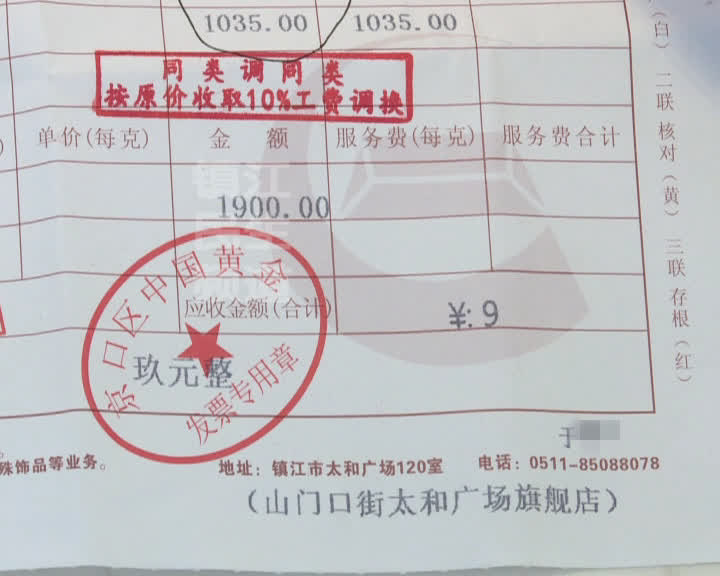 1035.00 1035.00
同类调同类
按原价收取10%工费调换
单价(每克) 金 额 服务费(每克) 服务费合计
1900.00
京口区中国黄金
发票专用章
应收金额(合计) ¥:9
玖元整
殊饰品等业务。
地址：镇江市太和广场120室 电话：0511-85088078
(山门口街太和广场旗舰店)
(白) 二联 核对 (黄) 三联 存根 (红)